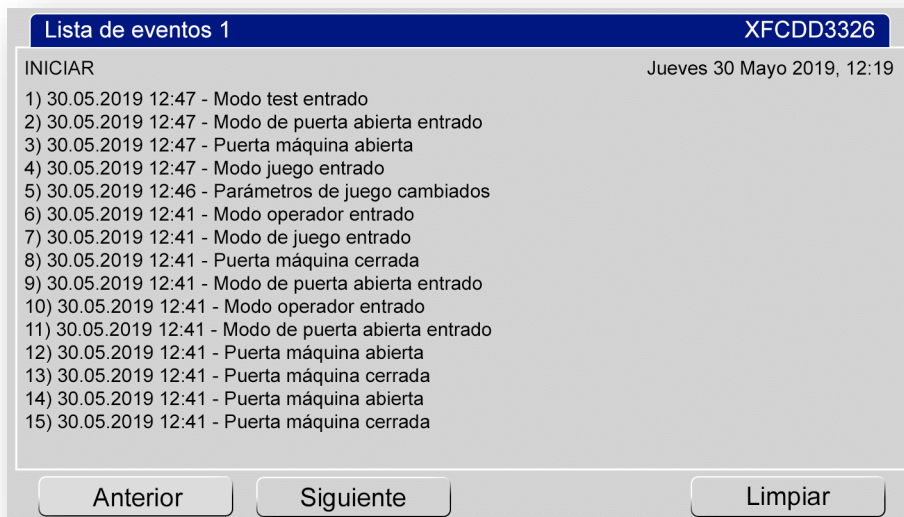 Lista de eventos 1 XFCDD3326
INICIAR Jueves 30 Mayo 2019, 12:19
1) 30.05.2019 12:47 - Modo test entrado
2) 30.05.2019 12:47 - Modo de puerta abierta entrado
3) 30.05.2019 12:47 - Puerta máquina abierta
4) 30.05.2019 12:47 - Modo juego entrado
5) 30.05.2019 12:46 - Parámetros de juego cambiados
6) 30.05.2019 12:41 - Modo operador entrado
7) 30.05.2019 12:41 - Modo de juego entrado
8) 30.05.2019 12:41 - Puerta máquina cerrada
9) 30.05.2019 12:41 - Modo de puerta abierta entrado
10) 30.05.2019 12:41 - Modo operador entrado
11) 30.05.2019 12:41 - Modo de puerta abierta entrado
12) 30.05.2019 12:41 - Puerta máquina abierta
13) 30.05.2019 12:41 - Puerta máquina cerrada
14) 30.05.2019 12:41 - Puerta máquina abierta
15) 30.05.2019 12:41 - Puerta máquina cerrada
Anterior Siguiente Limpiar